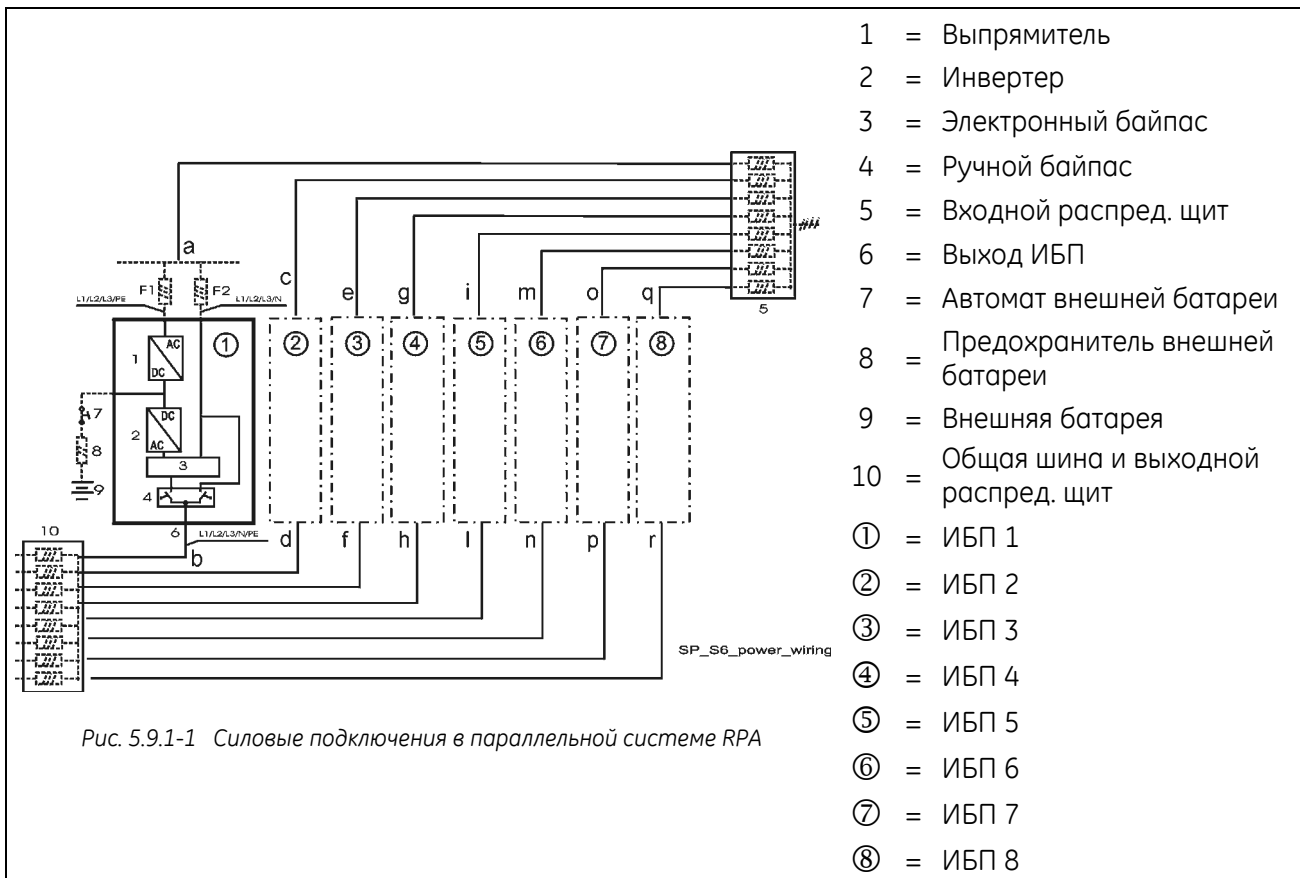 1 = Выпрямитель
2 = Инвертер
3 = Электронный байпас
4 = Ручной байпас
5 = Входной распред. щит
6 = Выход ИБП
7 = Автомат внешней батареи
8 = Предохранитель внешней
батареи
9 = Внешняя батарея
10 = Общая шина и выходной
распред. щит
① = ИБП 1
② = ИБП 2
③ = ИБП 3
④ = ИБП 4
⑤ = ИБП 5
⑥ = ИБП 6
⑦ = ИБП 7
⑧ = ИБП 8
a
c e g i m o q
5
F1 F2
L1/L2/L3/PE L1/L2/L3/N
① ② ③ ④ ⑤ ⑥ ⑦ ⑧
1 AC
DC
7
2 DC
AC
8
3
9
4
10
6 L1/L2/L3/N/PE
b d f h l n p r
SP_S6_power_wiring
Рис. 5.9.1-1 Силовые подключения в параллельной системе RPA